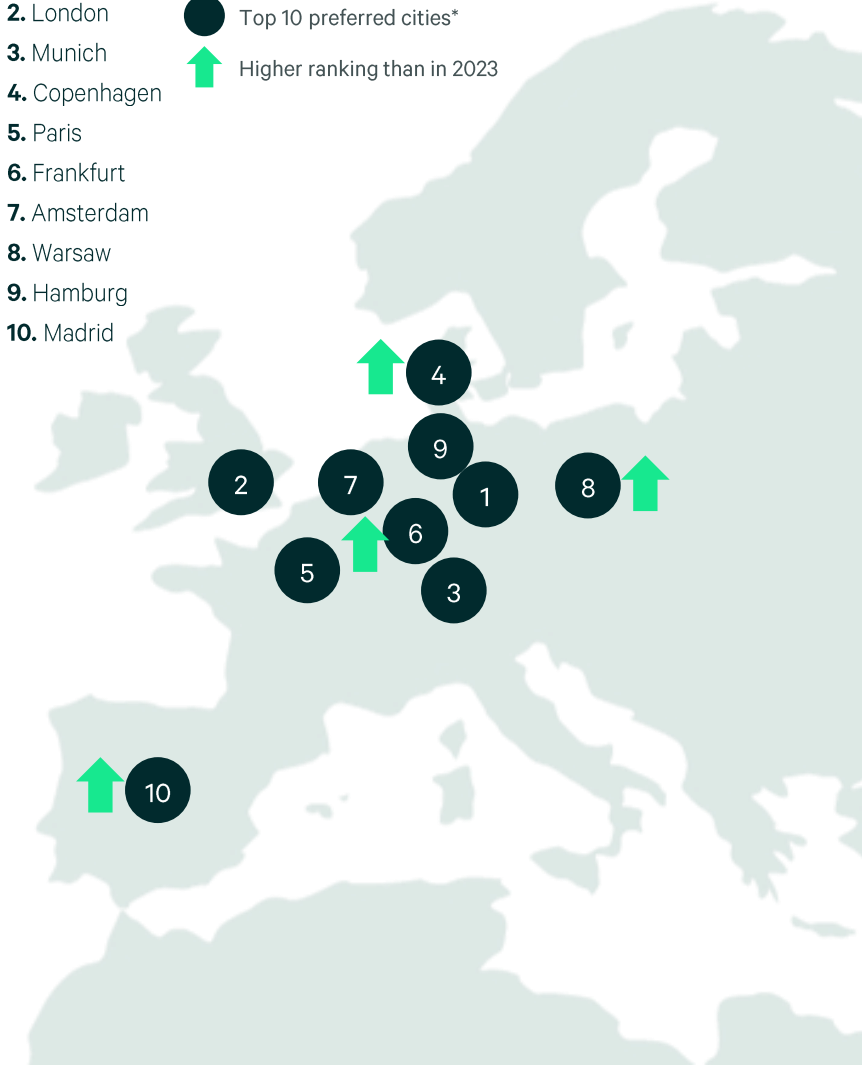 2. London
3. Munich
4. Copenhagen
5. Paris
6. Frankfurt
7. Amsterdam
8. Warsaw
9. Hamburg
10. Madrid
Top 10 preferred cities*
Higher ranking than in 2023
4
9
2
7
1
8
6
5
3
10